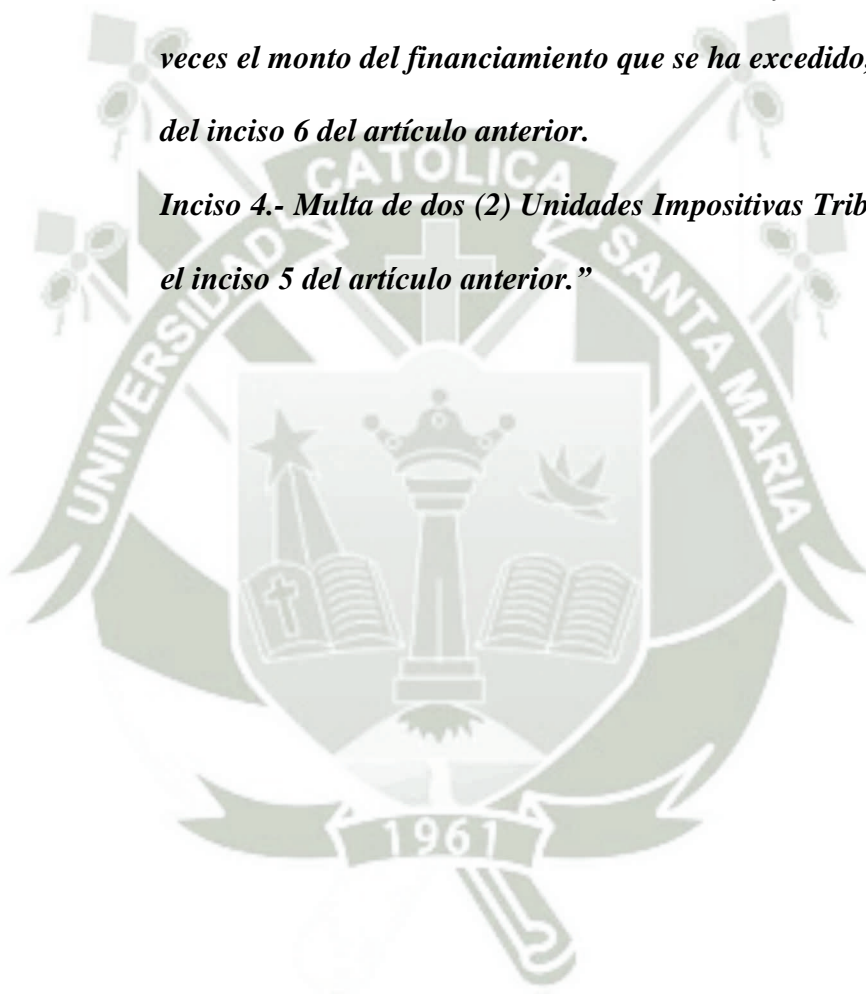 veces el monto del financiamiento que se ha excedido,
del inciso 6 del artículo anterior.
Inciso 4.- Multa de dos (2) Unidades Impositivas Trib
el inciso 5 del artículo anterior.”
UNIVERSIDAD CATOLICA SANTA MARIA
1961